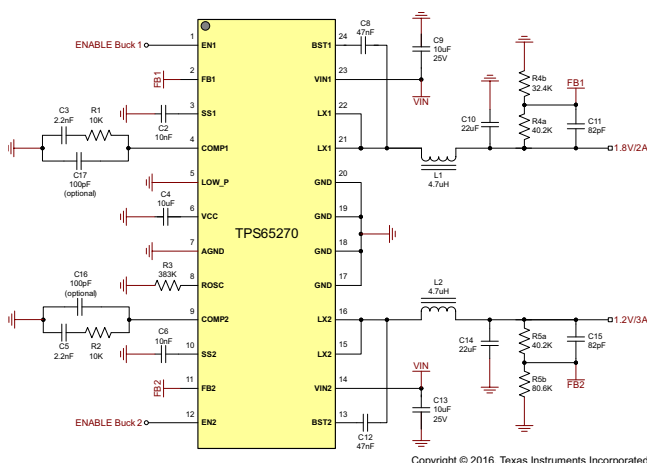 ENABLE Buck 1
1
EN1
FB1
2
FB1
C3
2.2nF
R1
10K
C2
10nF
3
SS1
C17
100pF
(optional)
4
COMP1
5
LOW_P
C4
10uF
6
VCC
7
AGND
R3
383K
8
ROSC
C16
100pF
(optional)
9
COMP2
C5
2.2nF
R2
10K
C6
10nF
10
SS2
FB2
11
FB2
ENABLE Buck 2
12
EN2
TPS65270
BST1
24
C8
47nF
VIN1
23
C9
10uF
25V
VIN
LX1
22
LX1
21
L1
4.7uH
C10
22uF
R4b
32.4K
FB1
R4a
40.2K
C11
82pF
1.8V/2A
GND
20
GND
19
GND
18
GND
17
LX2
16
L2
4.7uH
LX2
15
C14
22uF
R5a
40.2K
C15
82pF
1.2V/3A
R5b
80.6K
FB2
VIN
VIN2
14
C13
10uF
25V
BST2
13
C12
47nF
Copyright © 2016, Texas Instruments Incorporated